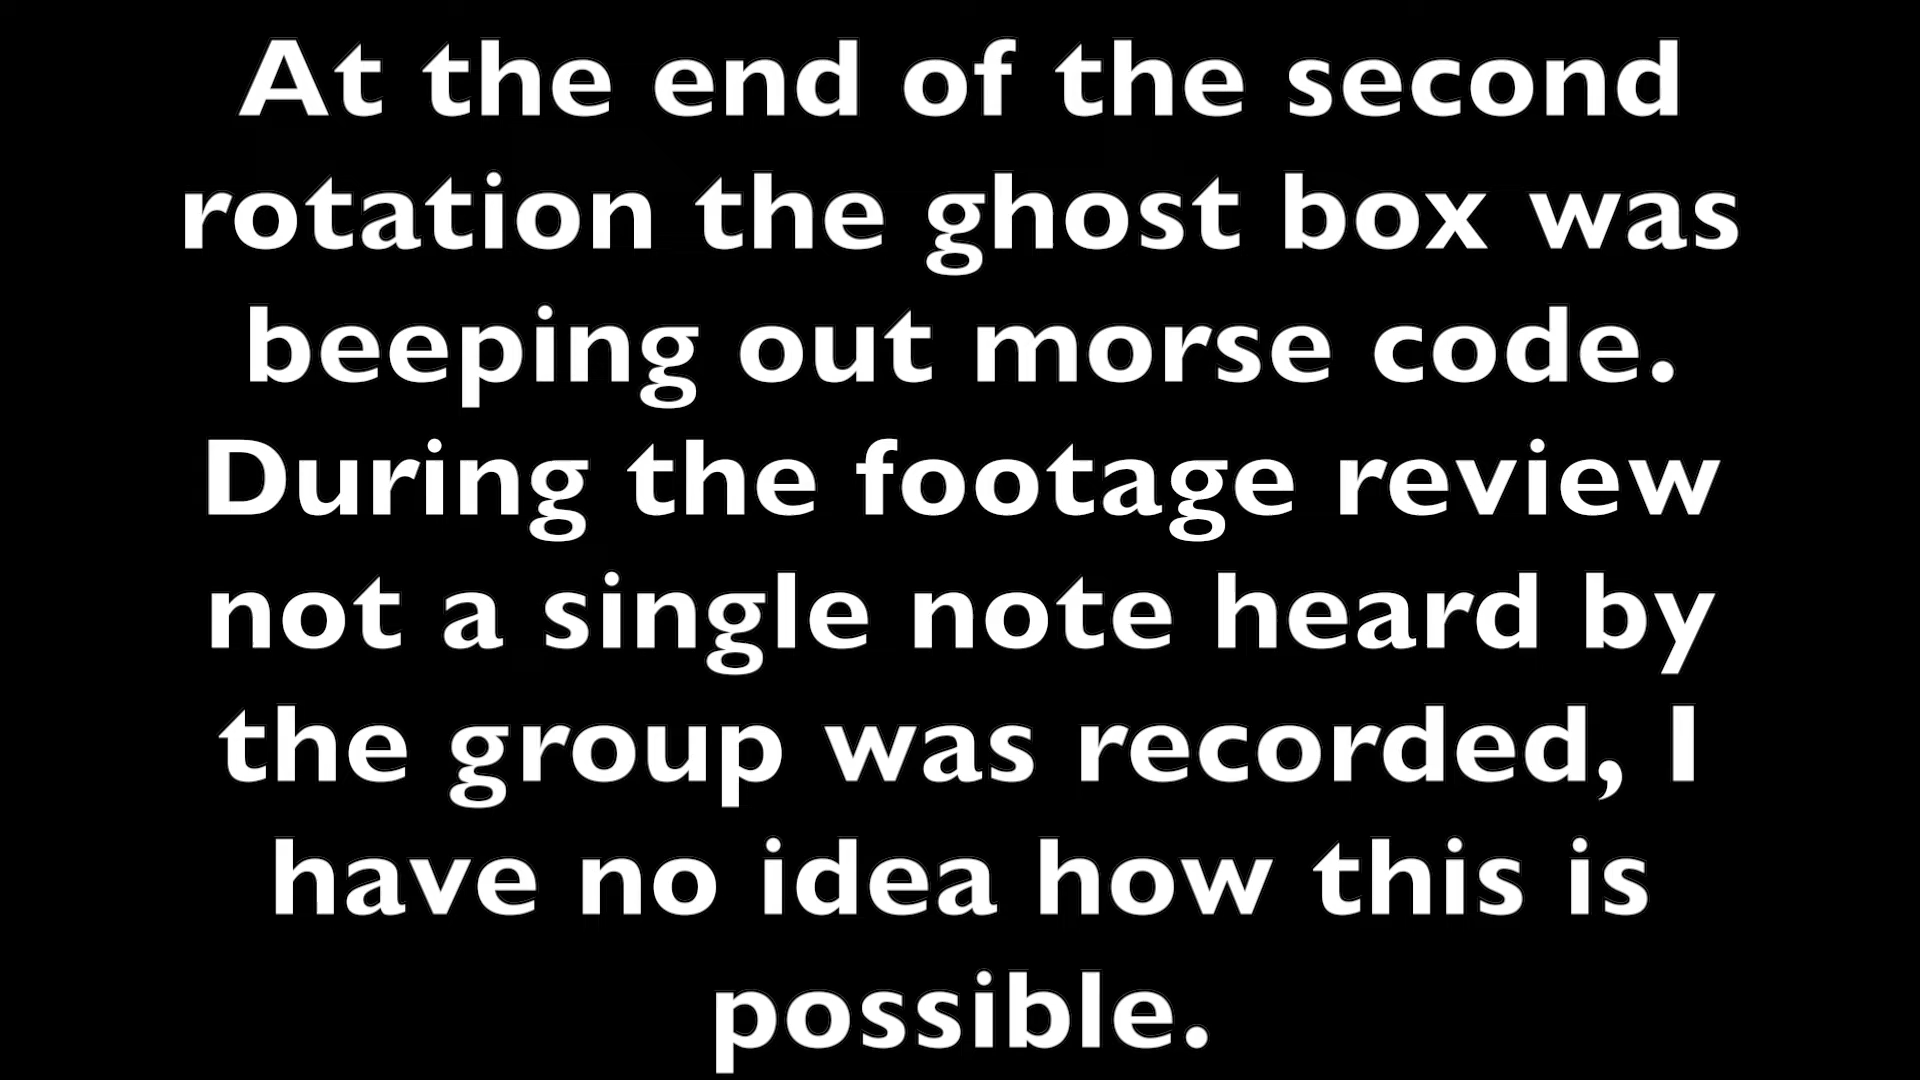 At the end of the second
rotation the ghost box was
beeping out morse code.
During the footage review
not a single note heard by
the group was recorded, I
have no idea how this is
possible.